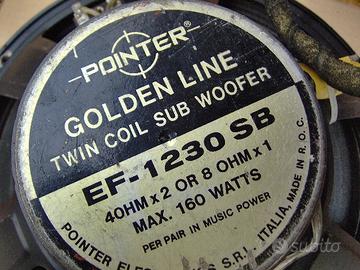 POINTER
GOLDEN LINE
TWIN COIL SUB WOOFER
EF-1230 SB
4OHM x 2 OR 8 OHM x 1
MAX. 160 WATTS
PER PAIR IN MUSIC POWER
POINTER S.R.L. ITALIA, MADE IN R.O.C.
subito